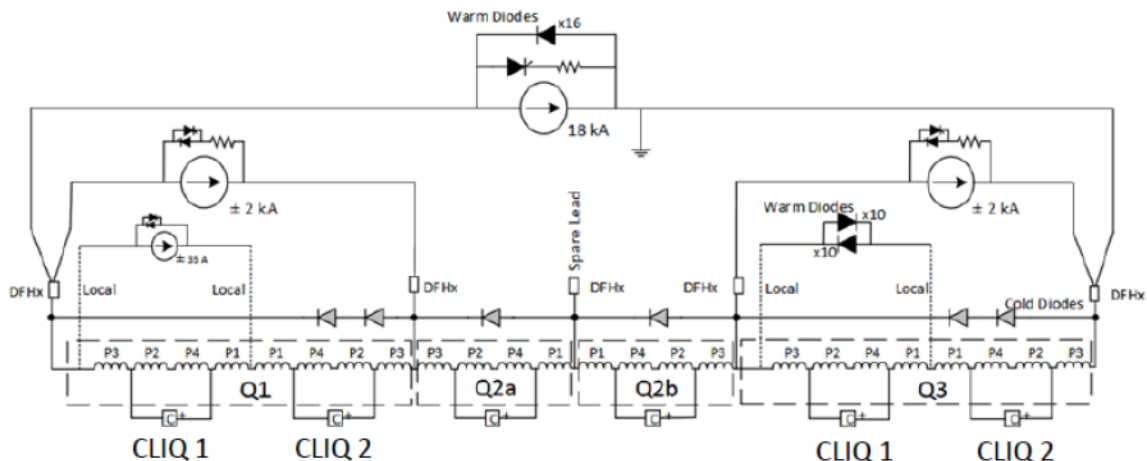 Warm Diodes
x16
18 kA
± 2 kA
± 35 A
Warm Diodes
x10
x10
± 2 kA
Spare Lead
DFHx
Local
Local
DFHx
DFHx
DFHx
Local
Local
Cold Diodes
DFHx
P3 P2 P4 P1 P1 P4 P2 P3 P3 P2 P4 P1 P1 P4 P2 P3 P3 P2 P4 P1 P1 P4 P2 P3
Q1 Q2a Q2b Q3
C + C + C + C + C + C +
CLIQ 1 CLIQ 2 CLIQ 1 CLIQ 2